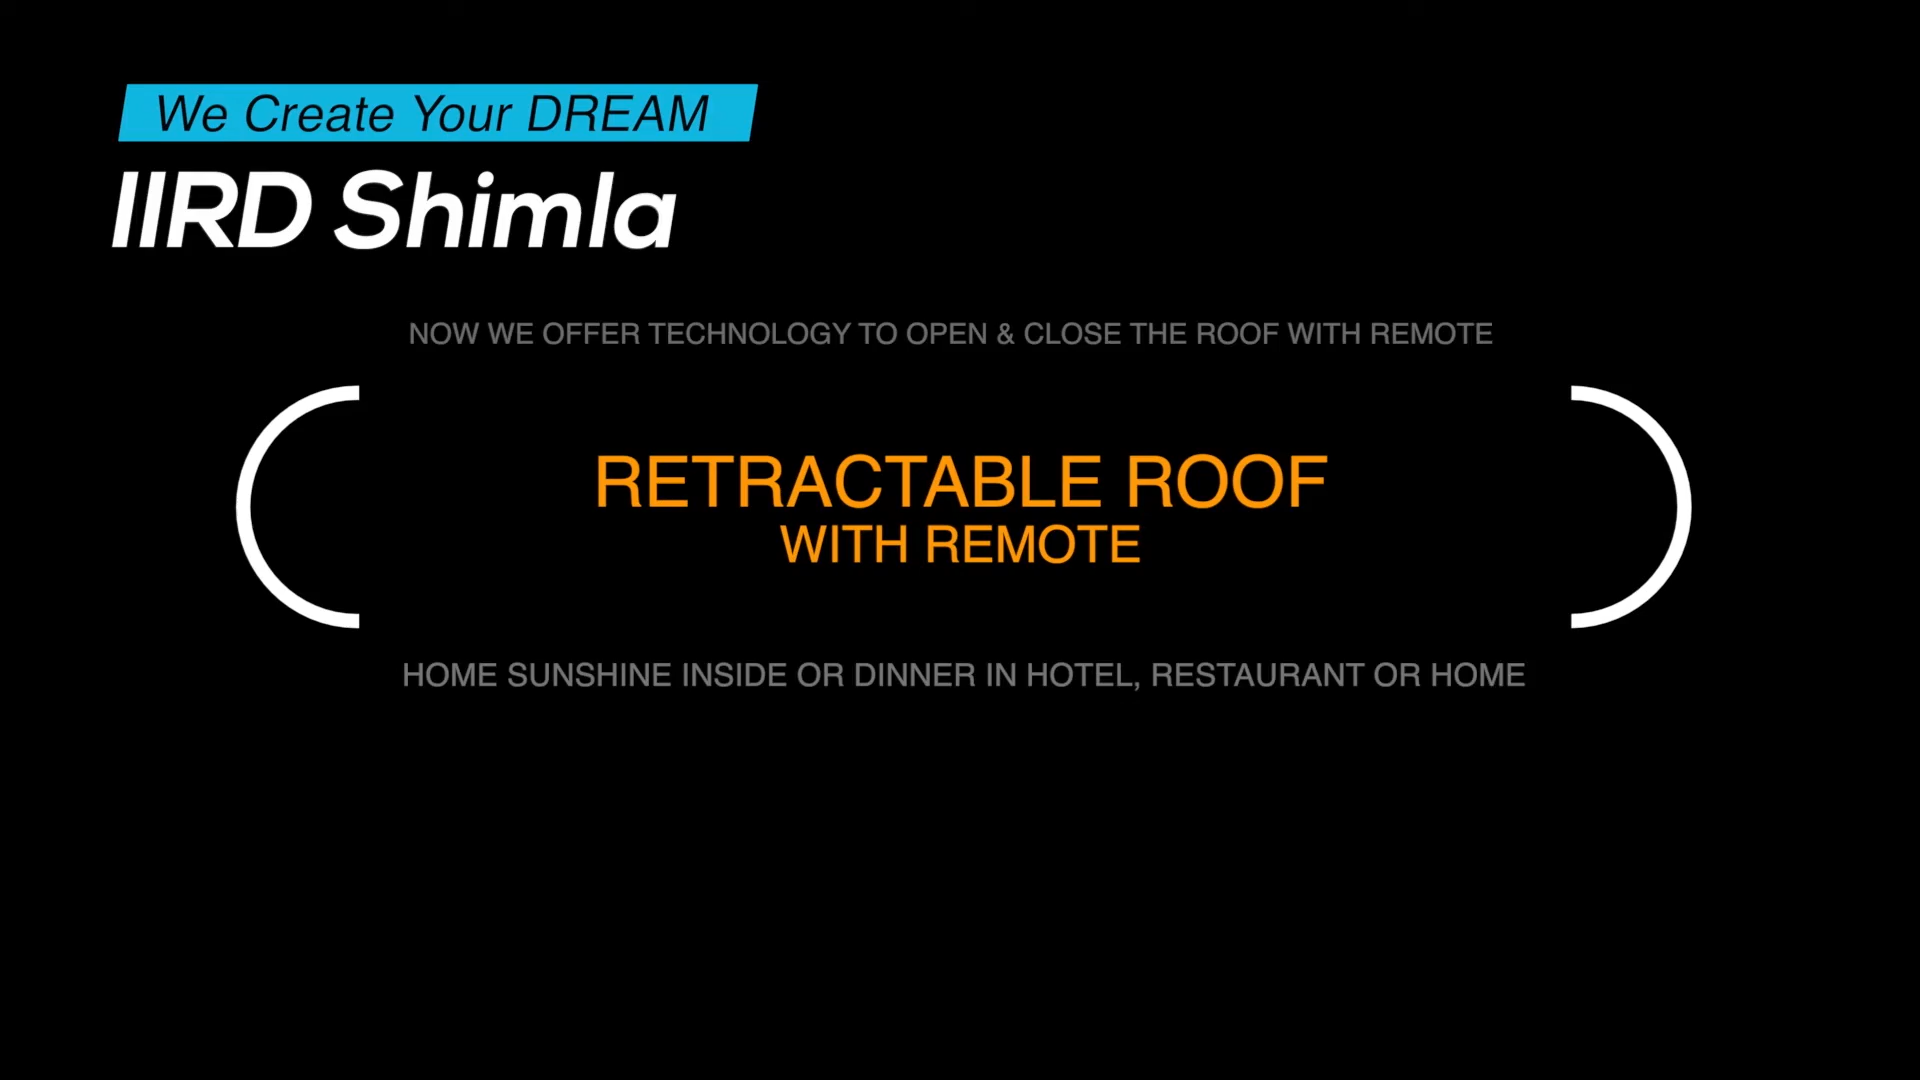 We Create Your DREAM
IIRD Shimla
NOW WE OFFER TECHNOLOGY TO OPEN & CLOSE THE ROOF WITH REMOTE
RETRACTABLE ROOF
WITH REMOTE
HOME SUNSHINE INSIDE OR DINNER IN HOTEL, RESTAURANT OR HOME